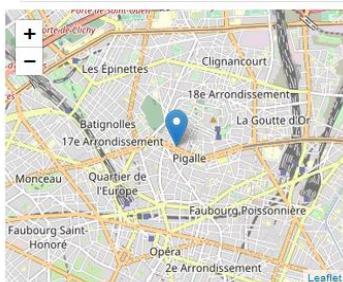 Porte de Saint-Ouen
Porte de Clichy
+
−
Les Épinettes
Clignancourt
18e Arrondissement
Batignolles
La Goutte d'Or
17e Arrondissement
Pigalle
Monceau
Quartier de
l'Europe
Faubourg Poissonnière
Faubourg Saint-
Honoré
Opéra
2e Arrondissement
Leaflet